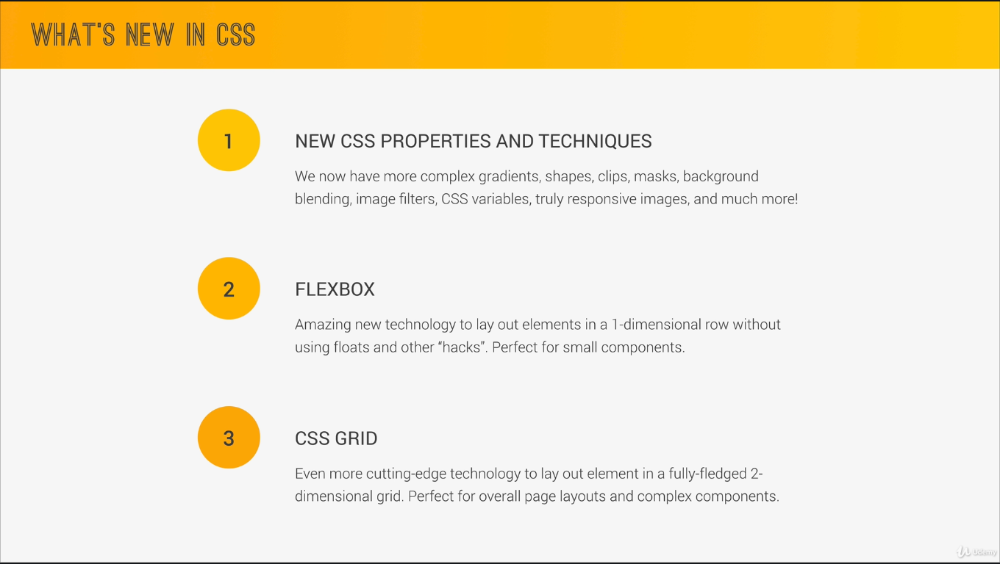 WHAT'S NEW IN CSS
1
NEW CSS PROPERTIES AND TECHNIQUES
We now have more complex gradients, shapes, clips, masks, background
blending, image filters, CSS variables, truly responsive images, and much more!
2
FLEXBOX
Amazing new technology to lay out elements in a 1-dimensional row without
using floats and other “hacks”. Perfect for small components.
3
CSS GRID
Even more cutting-edge technology to lay out element in a fully-fledged 2-
dimensional grid. Perfect for overall page layouts and complex components.
Udemy